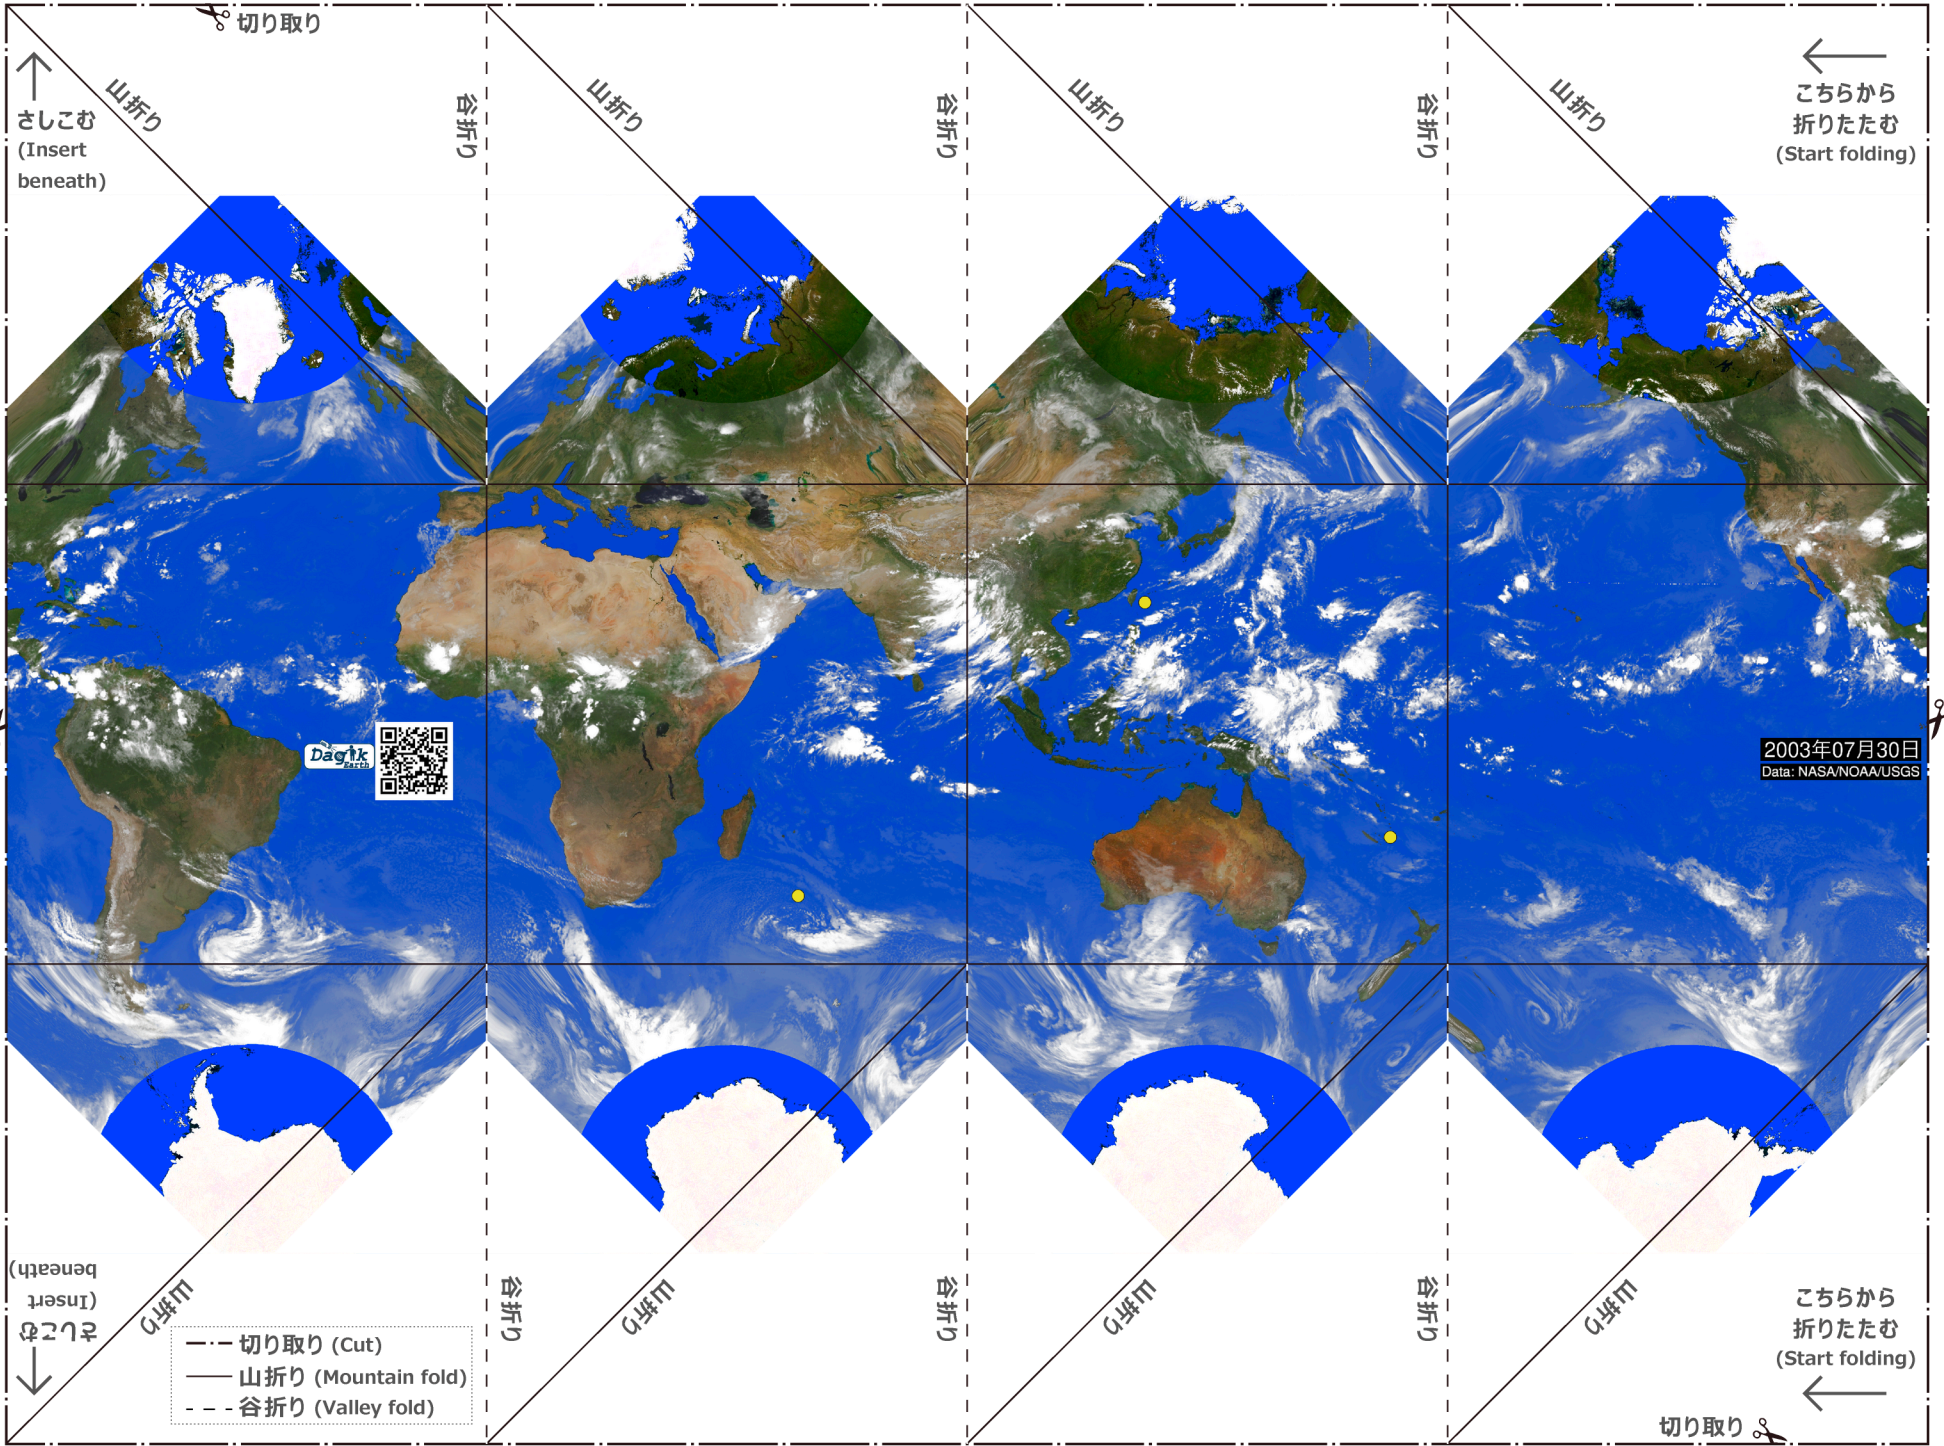 切り取り
山折り
谷折り
山折り
谷折り
山折り
谷折り
山折り
さしこむ
(Insert
beneath)
こちらから
折りたたむ
(Start folding)
Dagik
Earth
2003年07月30日
Data: NASA/NOAA/USGS
さしこむ
(Insert
beneath)
山折り
谷折り
山折り
谷折り
山折り
谷折り
山折り
こちらから
折りたたむ
(Start folding)
切り取り (Cut)
山折り (Mountain fold)
谷折り (Valley fold)
切り取り